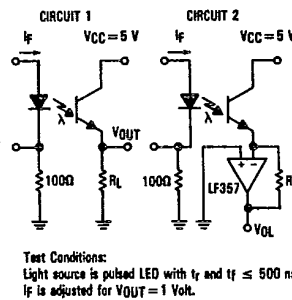 CIRCUIT 1
CIRCUIT 2
IF
VCC = 5 V
IF
VCC = 5 V
λ
λ
VOUT
100Ω
RL
100Ω
LF357
+ -
VOL
Test Conditions:
Light source is pulsed LED with tr and tf ≤ 500
IF is adjusted for VOUT = 1 Volt.